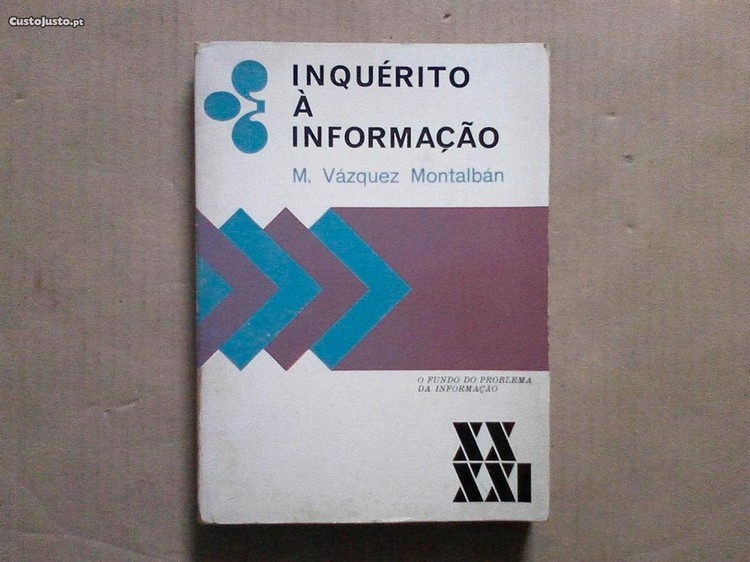 CustoJusto.pt
INQUÉRITO
À
INFORMAÇÃO
M. Vázquez Montalbán
O FUNDO DO PROBLEMA
DA INFORMAÇÃO
XX
XXI